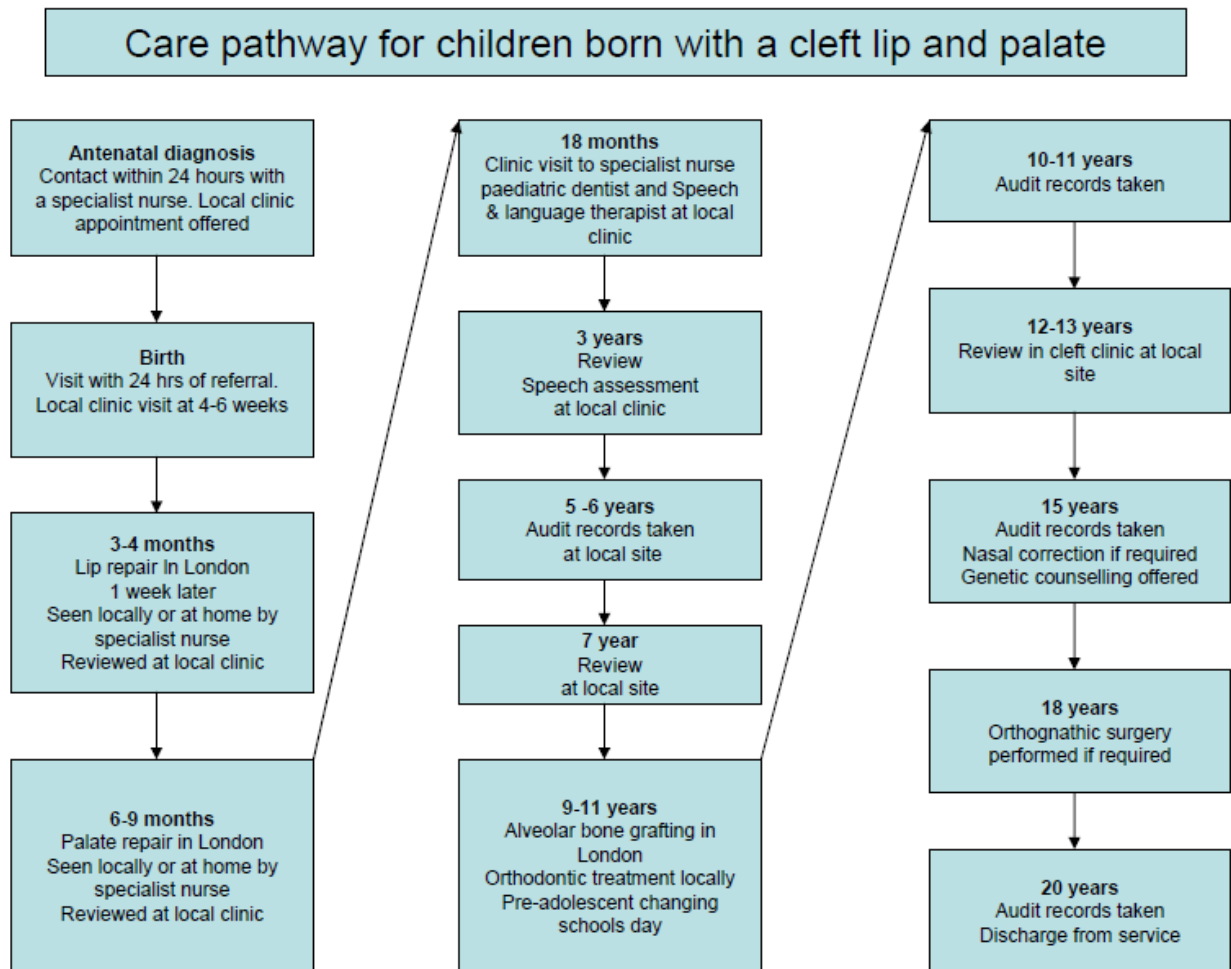 Care pathway for children born with a cleft lip and palate
Antenatal diagnosis
Contact within 24 hours with
a specialist nurse. Local clinic
appointment offered
Birth
Visit with 24 hrs of referral.
Local clinic visit at 4-6 weeks
3-4 months
Lip repair In London
1 week later
Seen locally or at home by
specialist nurse
Reviewed at local clinic
6-9 months
Palate repair in London
Seen locally or at home by
specialist nurse
Reviewed at local clinic
18 months
Clinic visit to specialist nurse
paediatric dentist and Speech
& language therapist at local
clinic
3 years
Review
Speech assessment
at local clinic
5 -6 years
Audit records taken
at local site
7 year
Review
at local site
9-11 years
Alveolar bone grafting in
London
Orthodontic treatment locally
Pre-adolescent changing
schools day
10-11 years
Audit records taken
12-13 years
Review in cleft clinic at local
site
15 years
Audit records taken
Nasal correction if required
Genetic counselling offered
18 years
Orthognathic surgery
performed if required
20 years
Audit records taken
Discharge from service